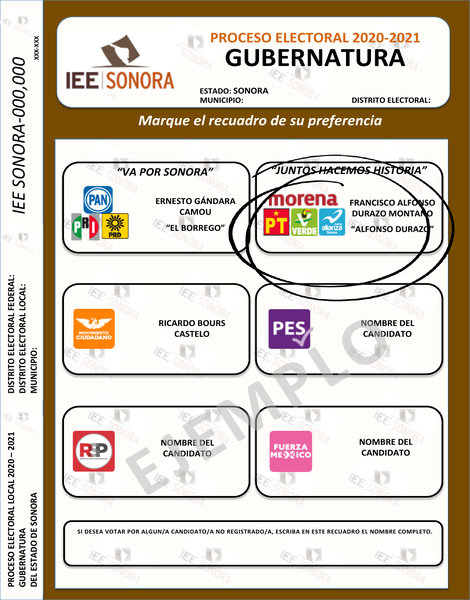 IEE SONORA-000,000
XXX-XXX
DISTRITO ELECTORAL FEDERAL:
DISTRITO ELECTORAL LOCAL:
MUNICIPIO:
PROCESO ELECTORAL LOCAL 2020 – 2021
GUBERNATURA
DEL ESTADO DE SONORA
IEE SONORA
PROCESO ELECTORAL 2020-2021
GUBERNATURA
ESTADO: SONORA
MUNICIPIO:
DISTRITO ELECTORAL:
Marque el recuadro de su preferencia
“VA POR SONORA”
PAN
PRI
PRD
ERNESTO GÁNDARA
CAMOU
“EL BORREGO”
“JUNTOS HACEMOS HISTORIA”
morena
PT
VERDE
alianza
FRANCISCO ALFONSO
DURAZO MONTAÑO
“ALFONSO DURAZO”
MOVIMIENTO
CIUDADANO
RICARDO BOURS
CASTELO
PES
NOMBRE DEL
CANDIDATO
RSP
NOMBRE DEL
CANDIDATO
FUERZA
MEXICO
NOMBRE DEL
CANDIDATO
EJEMPLO
SI DESEA VOTAR POR ALGUN/A CANDIDATO/A NO REGISTRADO/A, ESCRIBA EN ESTE RECUADRO EL NOMBRE COMPLETO.